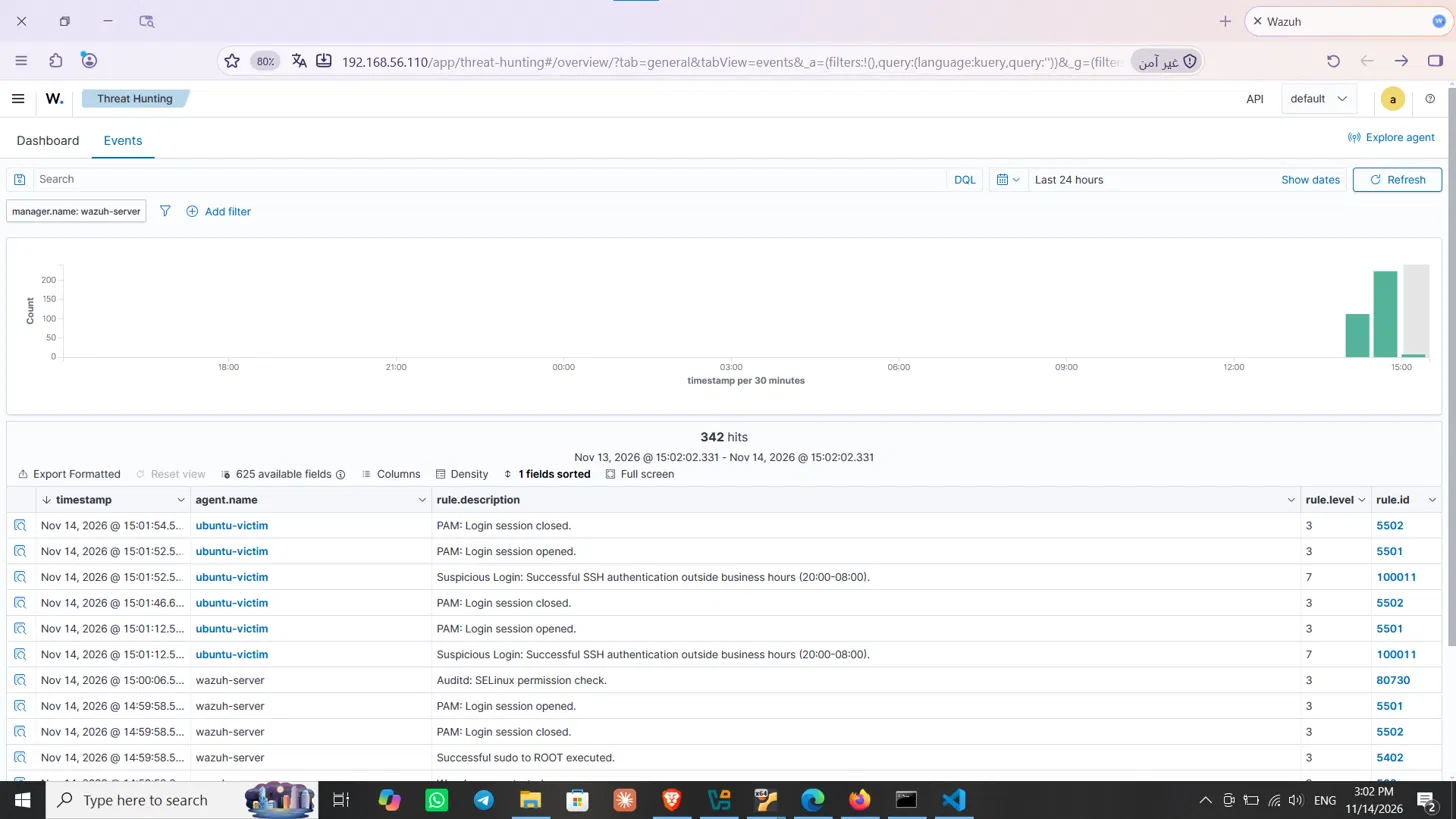 Wazuh
80%
192.168.56.110/app/threat-hunting#/overview/?tab=general&tabView=events&_a=(filters:!(),query:(language:kuery,query:''))&_g=(filter
غير آمن
W.
Threat Hunting
API
default
a
Dashboard
Events
Explore agent
Search
DQL
Last 24 hours
Show dates
Refresh
manager.name: wazuh-server
Add filter
Count
200
150
100
50
0
18:00 21:00 00:00 03:00 06:00 09:00 12:00 15:00
timestamp per 30 minutes
342 hits
Nov 13, 2026 @ 15:02:02.331 - Nov 14, 2026 @ 15:02:02.331
Export Formatted Reset view 625 available fields Columns Density 1 fields sorted Full screen
timestamp agent.name rule.description rule.level rule.id
Nov 14, 2026 @ 15:01:54.5... ubuntu-victim PAM: Login session closed. 3 5502
Nov 14, 2026 @ 15:01:52.5... ubuntu-victim PAM: Login session opened. 3 5501
Nov 14, 2026 @ 15:01:52.5... ubuntu-victim Suspicious Login: Successful SSH authentication outside business hours (20:00-08:00). 7 100011
Nov 14, 2026 @ 15:01:46.6... ubuntu-victim PAM: Login session closed. 3 5502
Nov 14, 2026 @ 15:01:12.5... ubuntu-victim PAM: Login session opened. 3 5501
Nov 14, 2026 @ 15:01:12.5... ubuntu-victim Suspicious Login: Successful SSH authentication outside business hours (20:00-08:00). 7 100011
Nov 14, 2026 @ 15:00:06.5... wazuh-server Auditd: SELinux permission check. 3 80730
Nov 14, 2026 @ 14:59:58.5... wazuh-server PAM: Login session opened. 3 5501
Nov 14, 2026 @ 14:59:58.5... wazuh-server PAM: Login session closed. 3 5502
Nov 14, 2026 @ 14:59:58.5... wazuh-server Successful sudo to ROOT executed. 3 5402
Type here to search
ENG
3:02 PM
11/14/2026
2